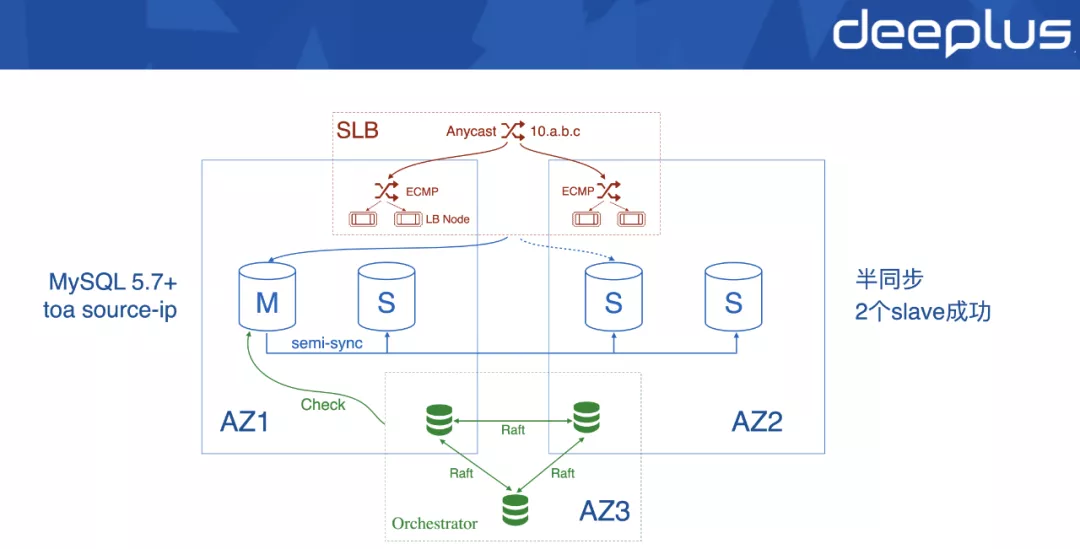 deeplus
SLB
Anycast 10.a.b.c
ECMP
ECMP
LB Node
MySQL 5.7+
toa source-ip
M
S
S
S
半同步
2个slave成功
semi-sync
Check
AZ1
AZ2
Raft
Raft
Raft
Orchestrator
AZ3